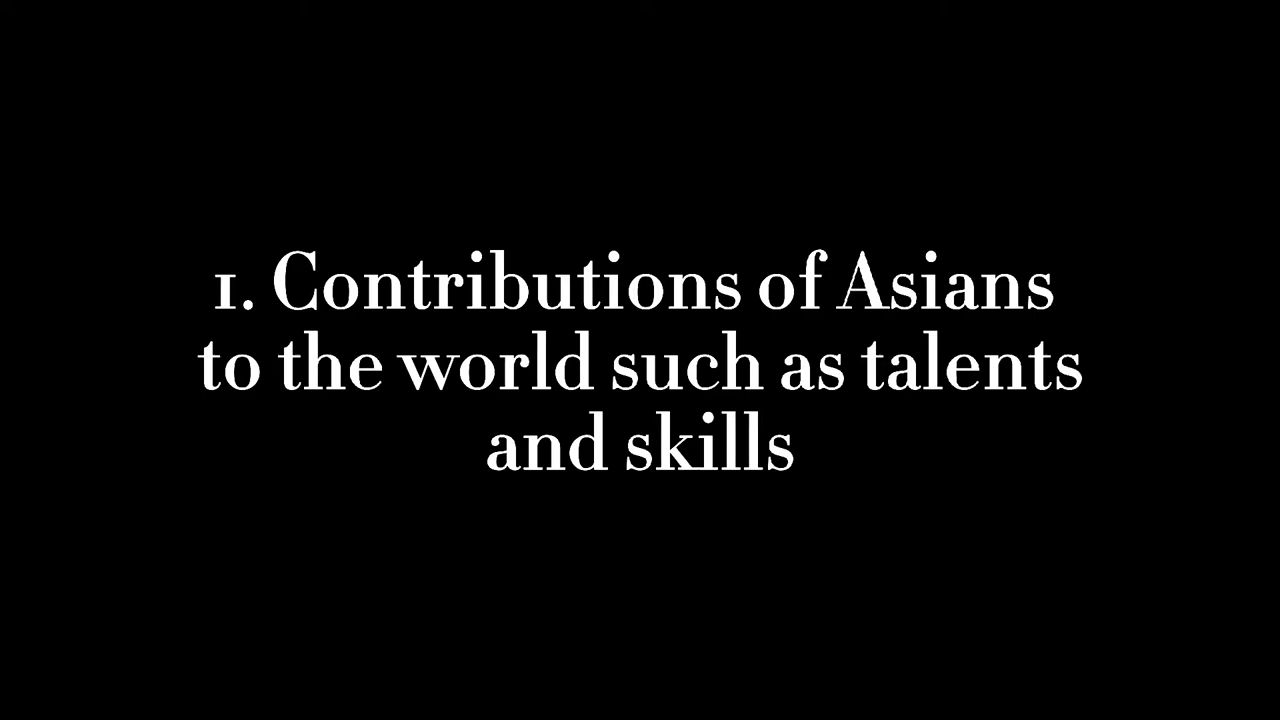 1. Contributions of Asians
to the world such as talents
and skills